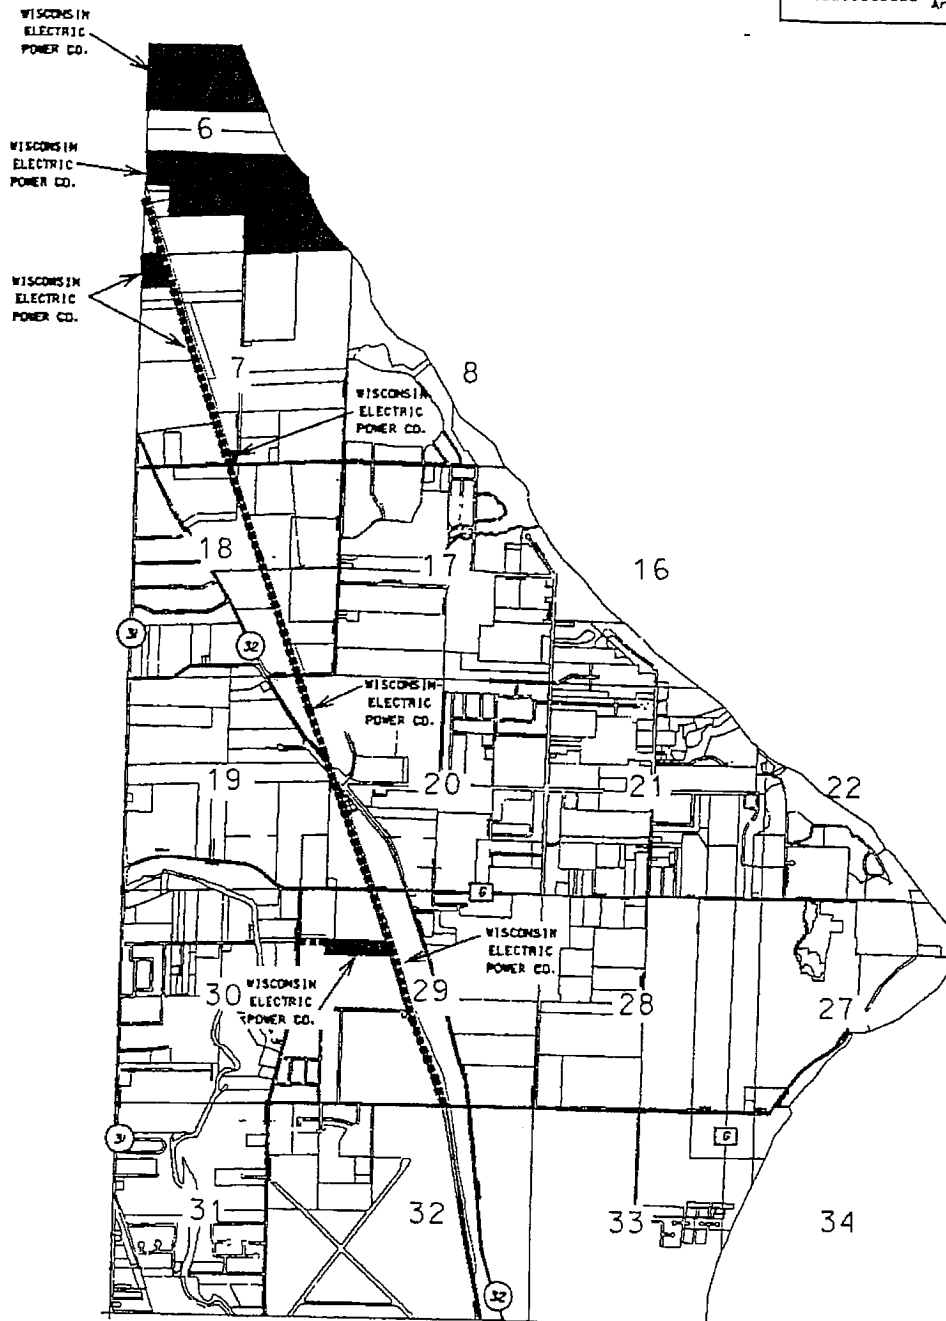 Ar
WISCONSIN
ELECTRIC
POWER CO.
6
WISCONSIN
ELECTRIC
POWER CO.
WISCONSIN
ELECTRIC
POWER CO.
7
8
WISCONSIN
ELECTRIC
POWER CO.
18
17
16
31
32
WISCONSIN
ELECTRIC
POWER CO.
19
20
21
22
G
WISCONSIN
ELECTRIC
POWER CO.
WISCONSIN
ELECTRIC
POWER CO.
30
29
28
27
31
G
31
32
33
34
32